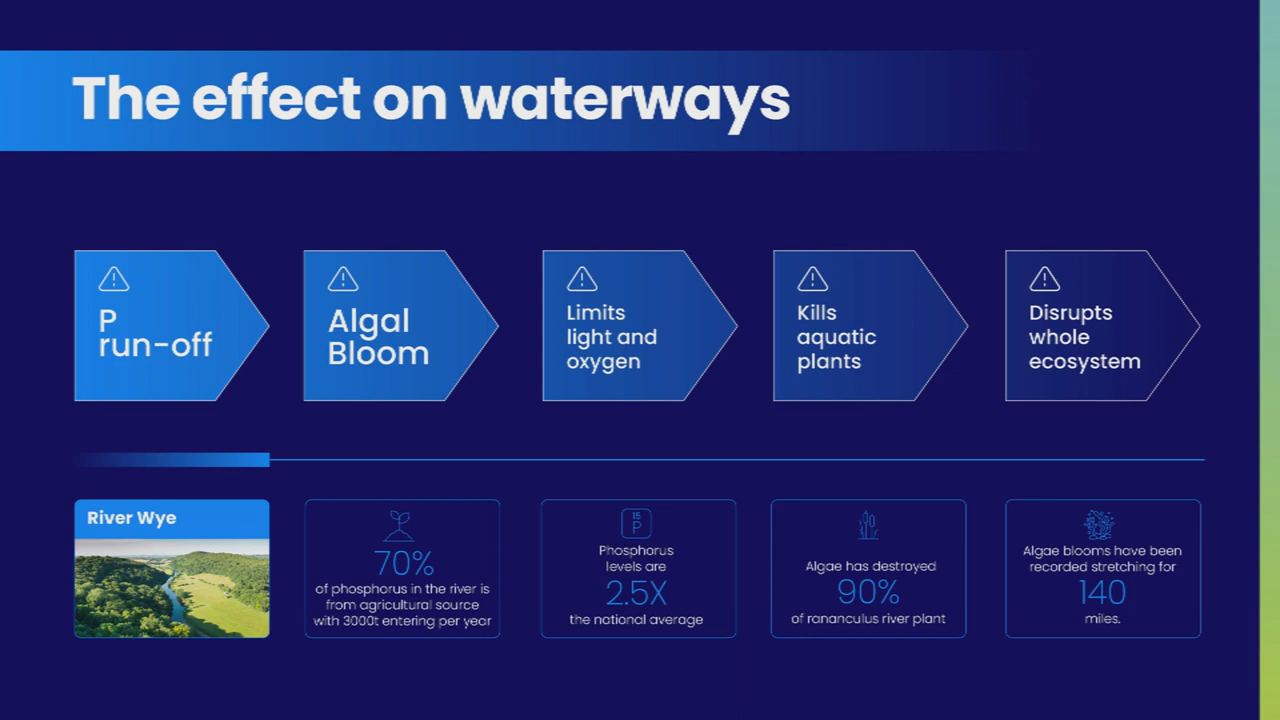 The effect on waterways
P
run-off
Algal
Bloom
Limits
light and
oxygen
Kills
aquatic
plants
Disrupts
whole
ecosystem
River Wye
70%
of phosphorus in the river is
from agricultural source
with 3000t entering per year
15
P
Phosphorus
levels are
2.5X
the national average
Algae has destroyed
90%
of rananculus river plant
Algae blooms have been
recorded stretching for
140
miles.